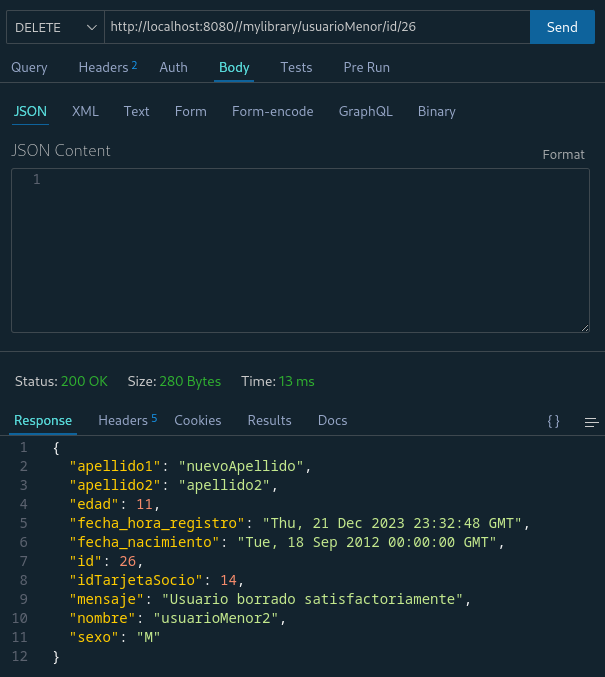 DELETE http://localhost:8080//mylibrary/usuarioMenor/id/26 Send
Query Headers 2 Auth Body Tests Pre Run
JSON XML Text Form Form-encode GraphQL Binary
JSON Content
Format
1
Status: 200 OK Size: 280 Bytes Time: 13 ms
Response Headers 5 Cookies Results Docs { }
1 {
2 "apellido1": "nuevoApellido",
3 "apellido2": "apellido2",
4 "edad": 11,
5 "fecha_hora_registro": "Thu, 21 Dec 2023 23:32:48 GMT",
6 "fecha_nacimiento": "Tue, 18 Sep 2012 00:00:00 GMT",
7 "id": 26,
8 "idTarjetaSocio": 14,
9 "mensaje": "Usuario borrado satisfactoriamente",
10 "nombre": "usuarioMenor2",
11 "sexo": "M"
12 }